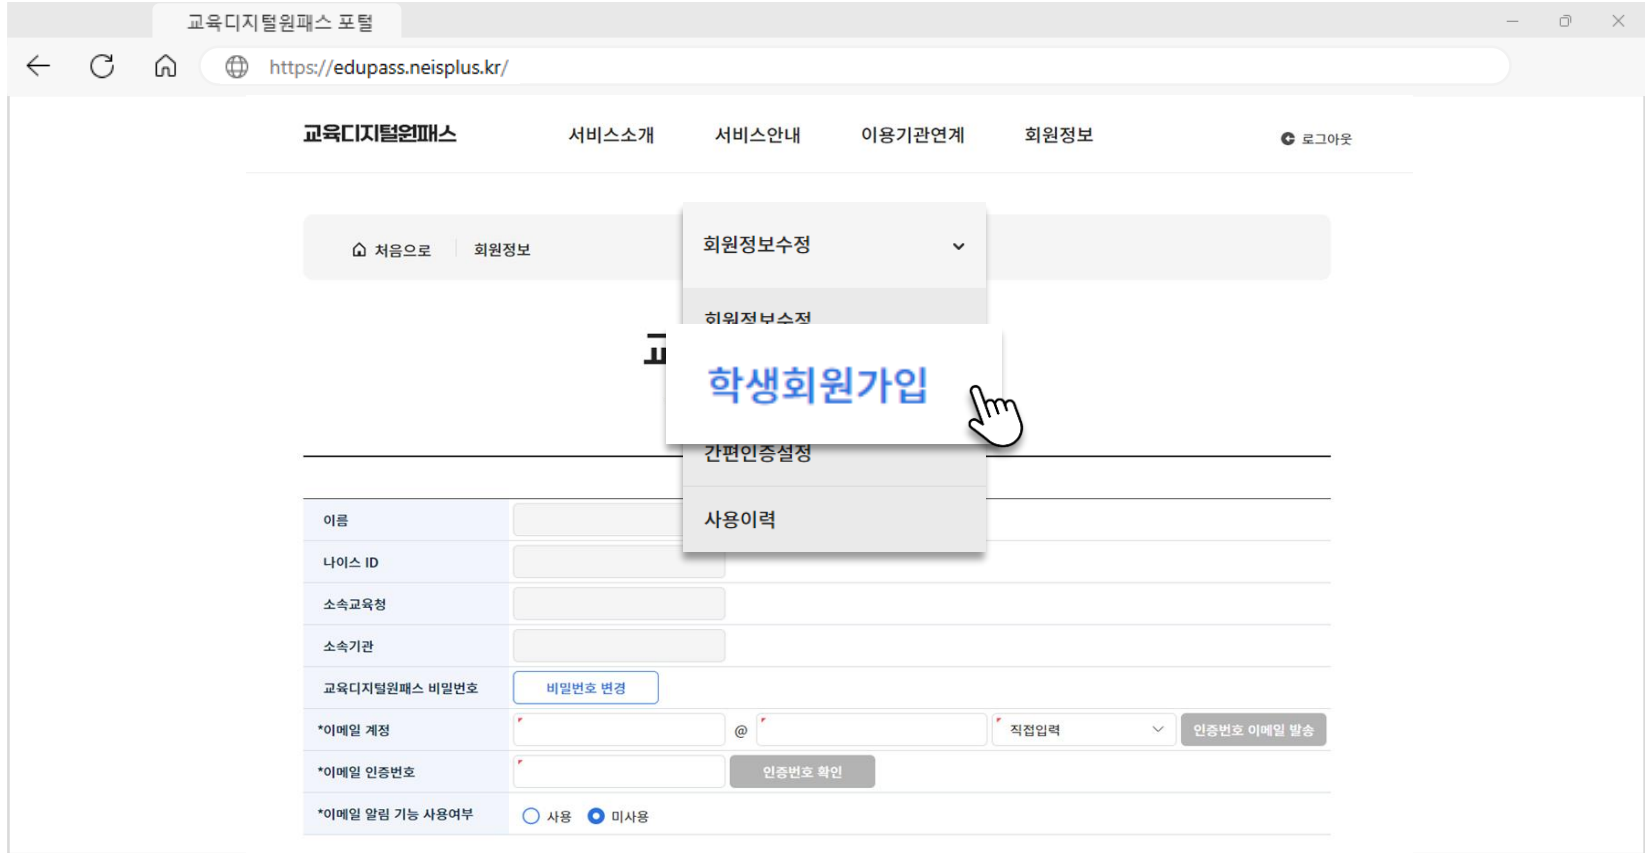 교육디지털원패스 포털
https://edupass.neisplus.kr/
교육디지털원패스 서비스소개 서비스안내 이용기관연계 회원정보 로그아웃
처음으로 회원정보 회원정보수정
회원정보수정
학생회원가입
간편인증설정
사용이력
이름
나이스 ID
소속교육청
소속기관
교육디지털원패스 비밀번호 비밀번호 변경
*이메일 계정 @ 직접입력 인증번호 이메일 발송
*이메일 인증번호 인증번호 확인
*이메일 알림 기능 사용여부 사용 미사용